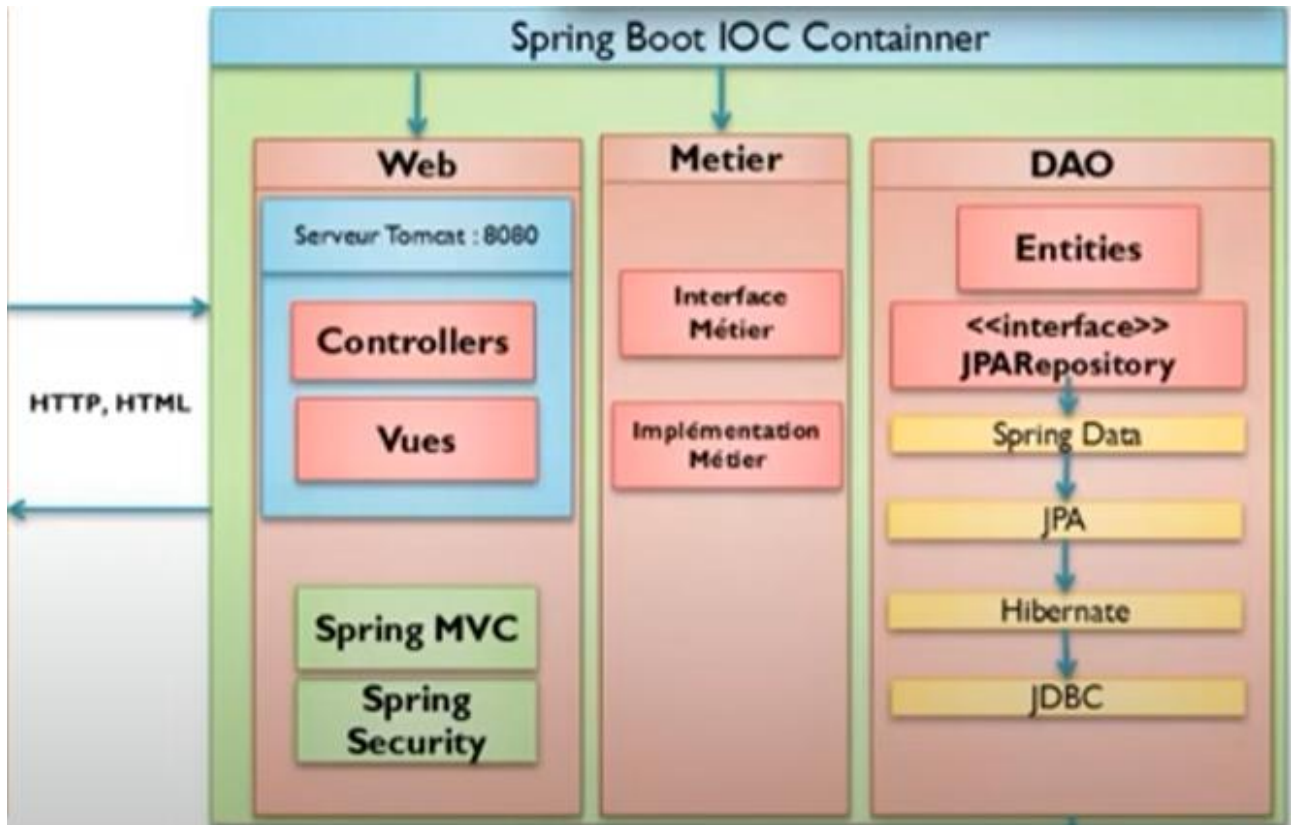 Spring Boot IOC Containner
Web
Serveur Tomcat : 8080
Controllers
Vues
Spring MVC
Spring
Security
Metier
Interface
Métier
Implémentation
Métier
DAO
Entities
<<interface>>
JPARepository
Spring Data
JPA
Hibernate
JDBC
HTTP, HTML